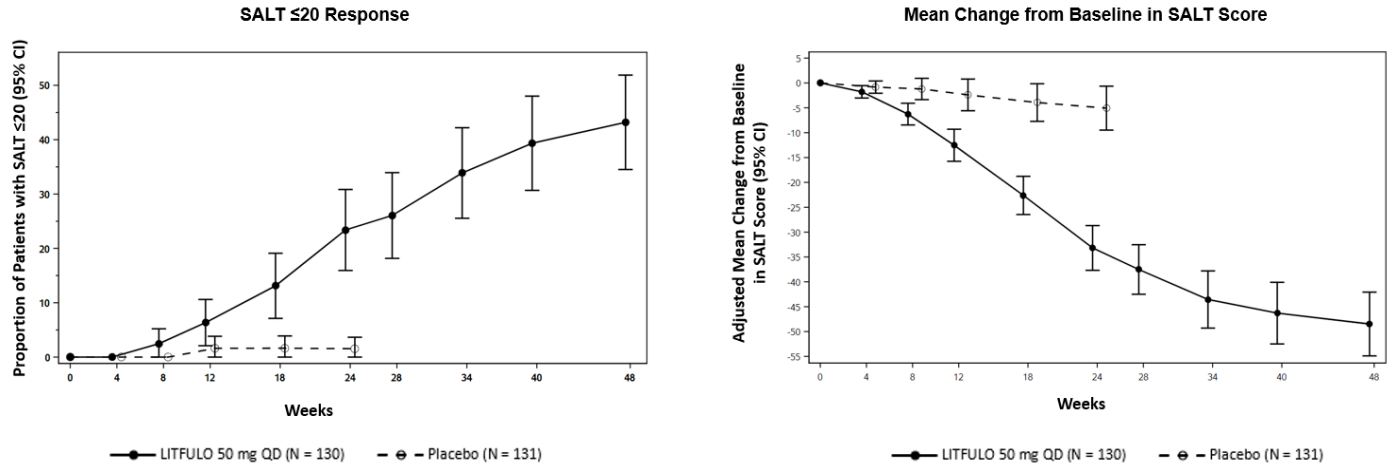 SALT ≤20 Response
Proportion of Patients with SALT ≤20 (95% CI)
50
40
30
20
10
0
0 4 8 12 18 24 28 34 40 48
Weeks
LITFULO 50 mg QD (N = 130) Placebo (N = 131)
Mean Change from Baseline in SALT Score
Adjusted Mean Change from Baseline
in SALT Score (95% CI)
5
0
-5
-10
-15
-20
-25
-30
-35
-40
-45
-50
-55
0 4 8 12 18 24 28 34 40 48
Weeks
LITFULO 50 mg QD (N = 130) Placebo (N = 131)